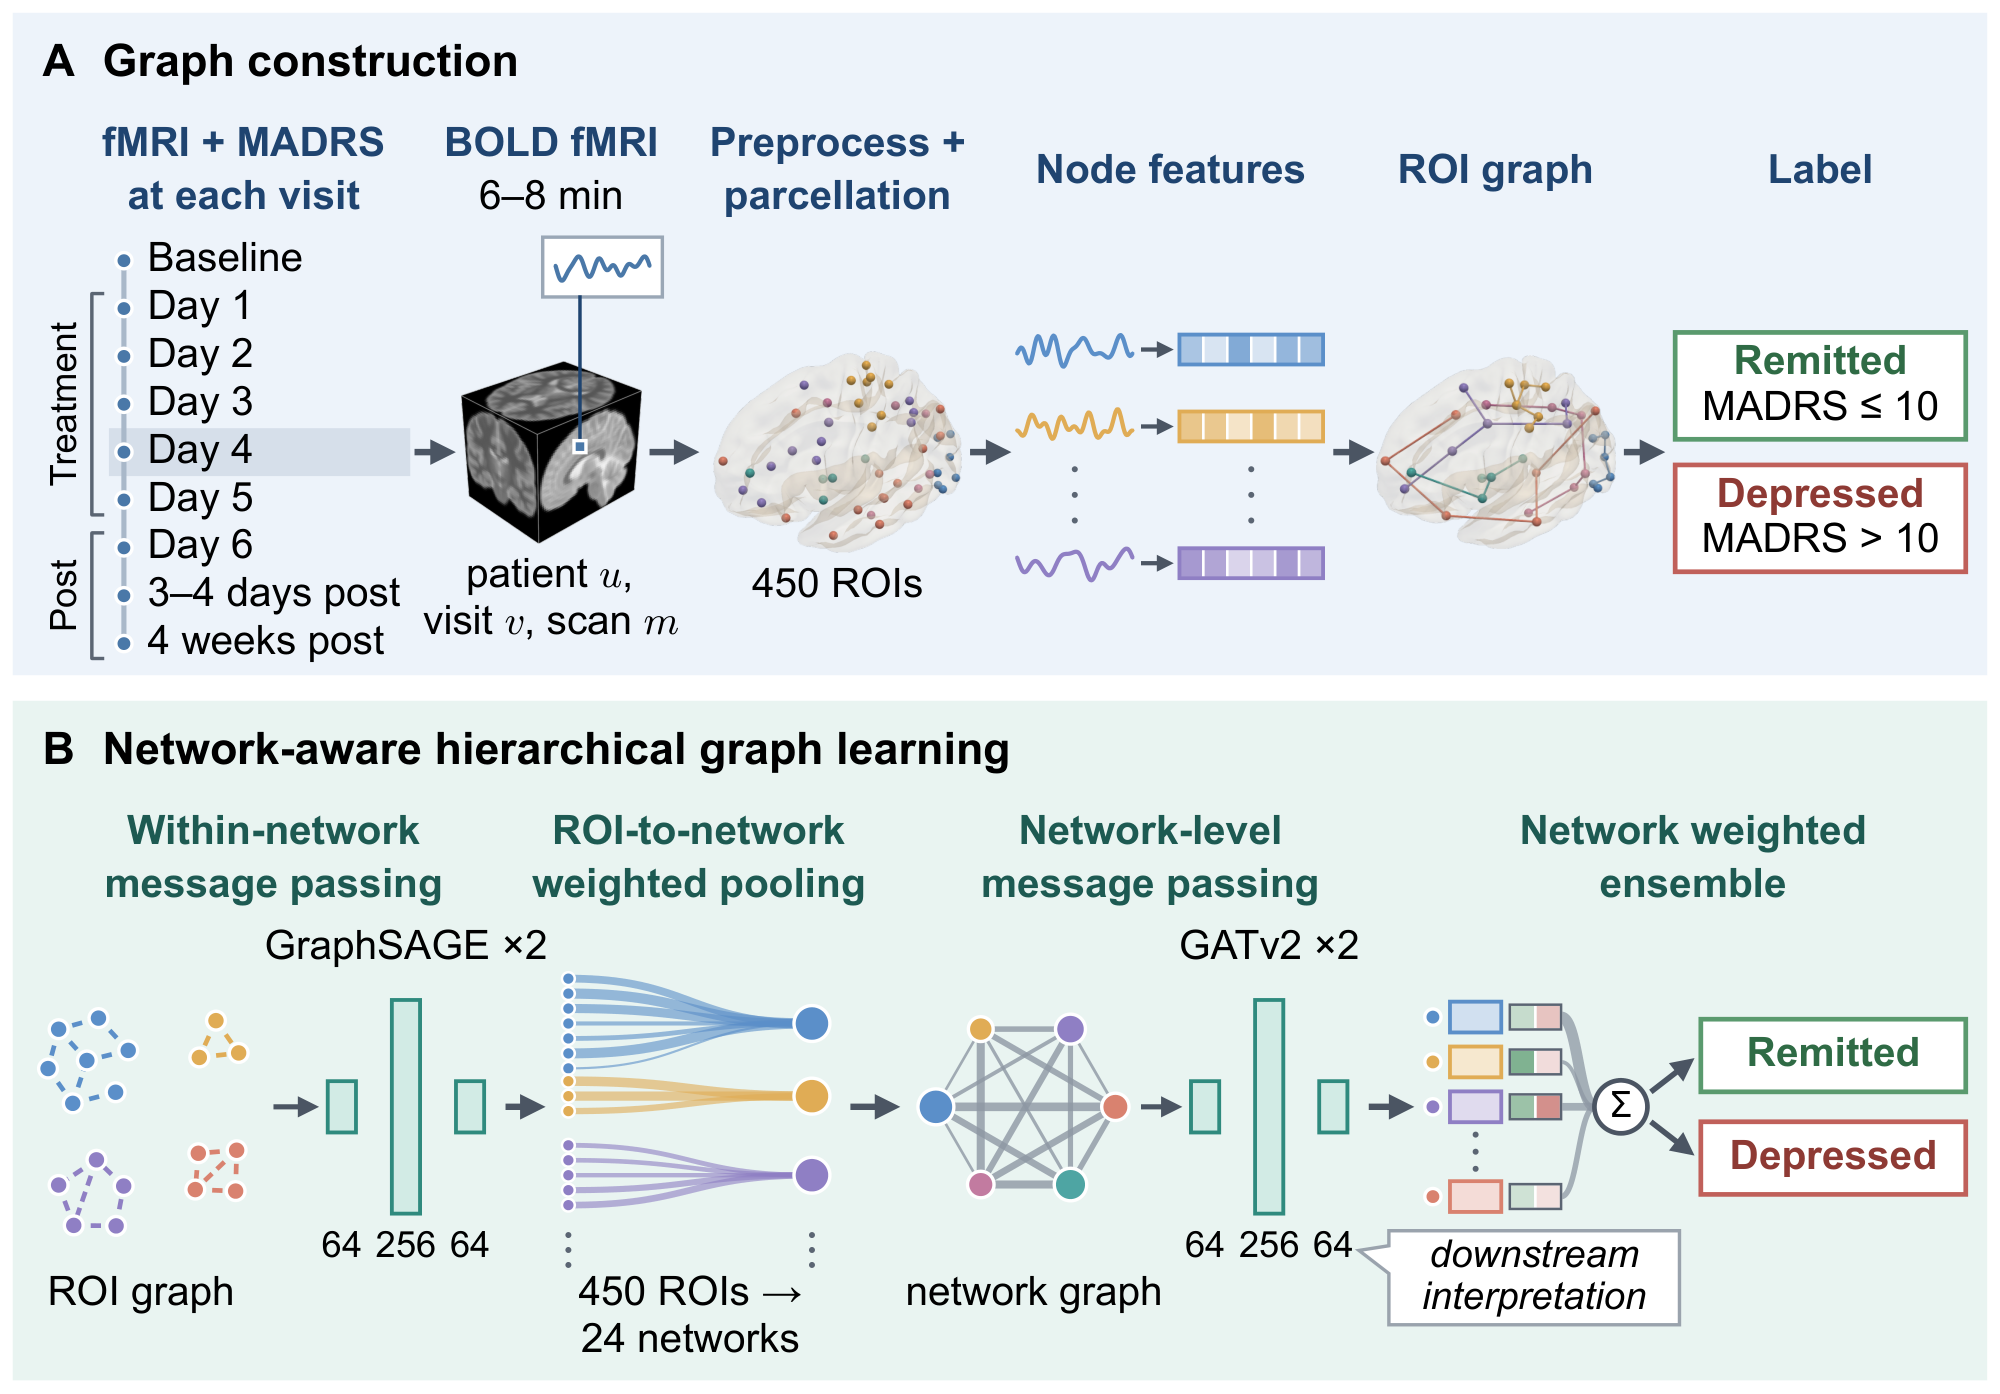 A Graph construction
fMRI + MADRS
at each visit
BOLD fMRI
6–8 min
Preprocess +
parcellation
Node features
ROI graph
Label
Treatment
Post
Baseline
Day 1
Day 2
Day 3
Day 4
Day 5
Day 6
3–4 days post
4 weeks post
patient u,
visit v, scan m
450 ROIs
Remitted
MADRS ≤ 10
Depressed
MADRS > 10
B Network-aware hierarchical graph learning
Within-network
message passing
GraphSAGE ×2
ROI-to-network
weighted pooling
Network-level
message passing
GATv2 ×2
Network weighted
ensemble
64 256 64
ROI graph
450 ROIs →
24 networks
network graph
64 256 64
Σ
Remitted
Depressed
downstream
interpretation